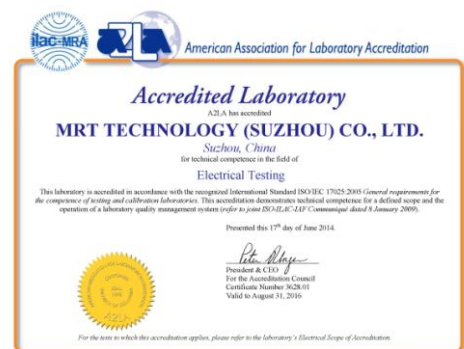 ilac-MRA
A2LA
American Association for Laboratory Accreditation
Accredited Laboratory
A2LA has accredited
MRT TECHNOLOGY (SUZHOU) CO., LTD.
Suzhou, China
for technical competence in the field of
Electrical Testing
This laboratory is accredited in accordance with the recognized International Standard ISO/IEC 17025:2005 General requirements for
the competence of testing and calibration laboratories. This accreditation demonstrates technical competence for a defined scope and the
operation of a laboratory quality management system (refer to joint ISO-ILAC-IAF Communiqué dated 8 January 2009).
Presented this 17th day of June 2014.
President & CEO
For the Accreditation Council
Certificate Number 3628.01
Valid to August 31, 2016
A2LA
For the tests to which this accreditation applies, please refer to the laboratory's Electrical Scope of Accreditation.